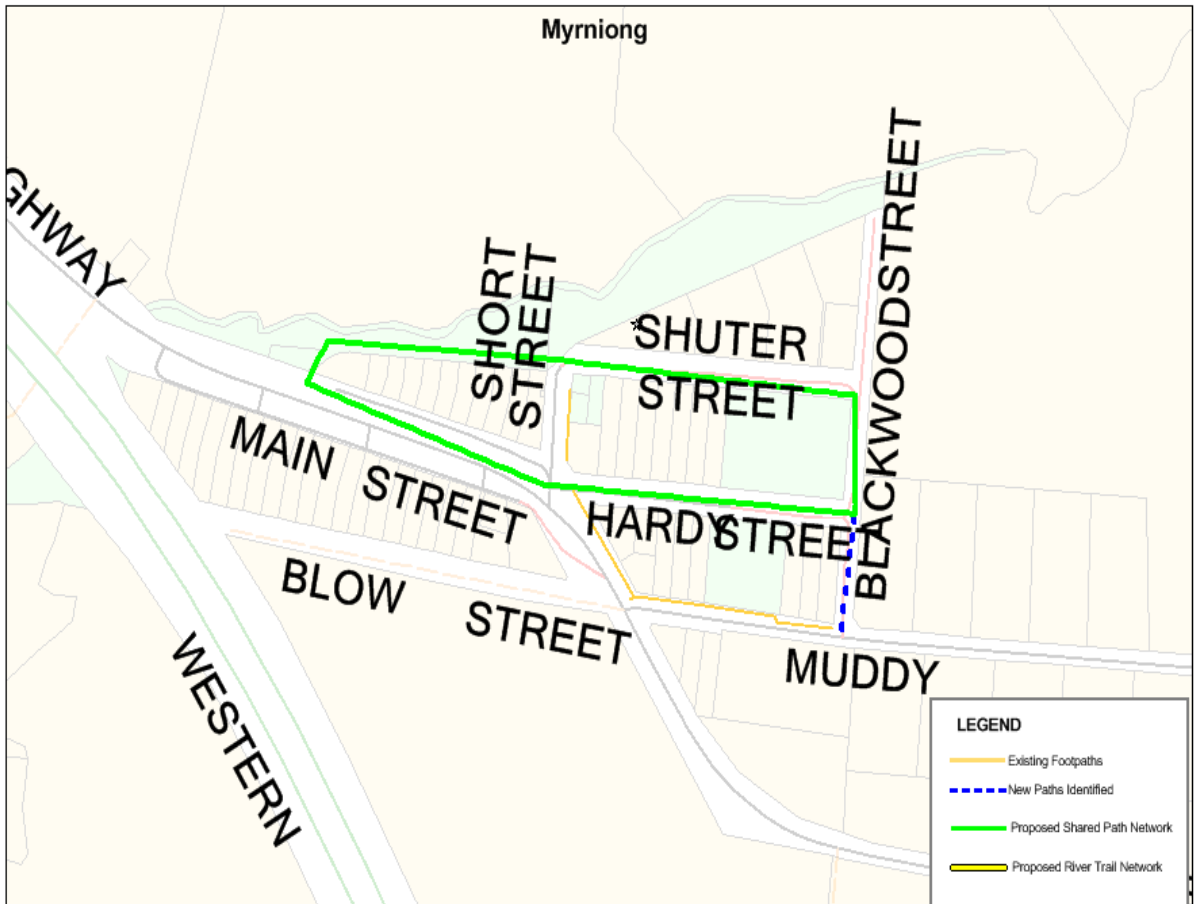 Myrniong
GHWAY
SHORT
STREET
BLACKWOODSTREET
SHUTER
STREET
MAIN STREET
HARDY STREET
BLOW STREET
MUDDY
WESTERN
LEGEND
Existing Footpaths
New Paths Identified
Proposed Shared Path Network
Proposed River Trail Network